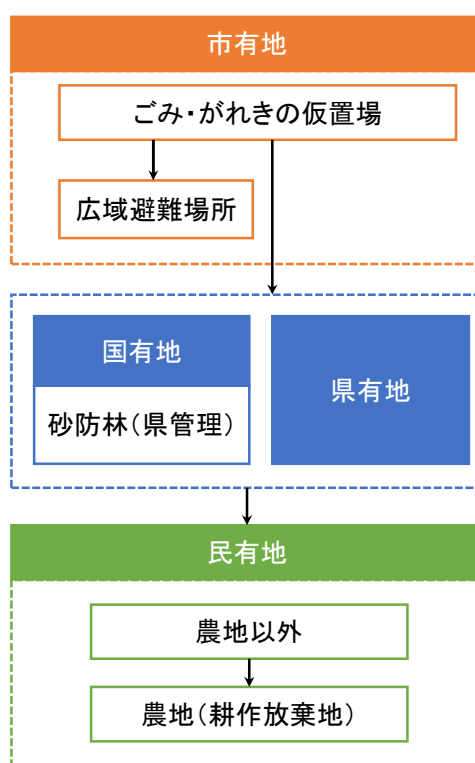 市有地
ごみ・がれきの仮置場
広域避難場所
国有地
砂防林（県管理）
県有地
民有地
農地以外
農地（耕作放棄地）